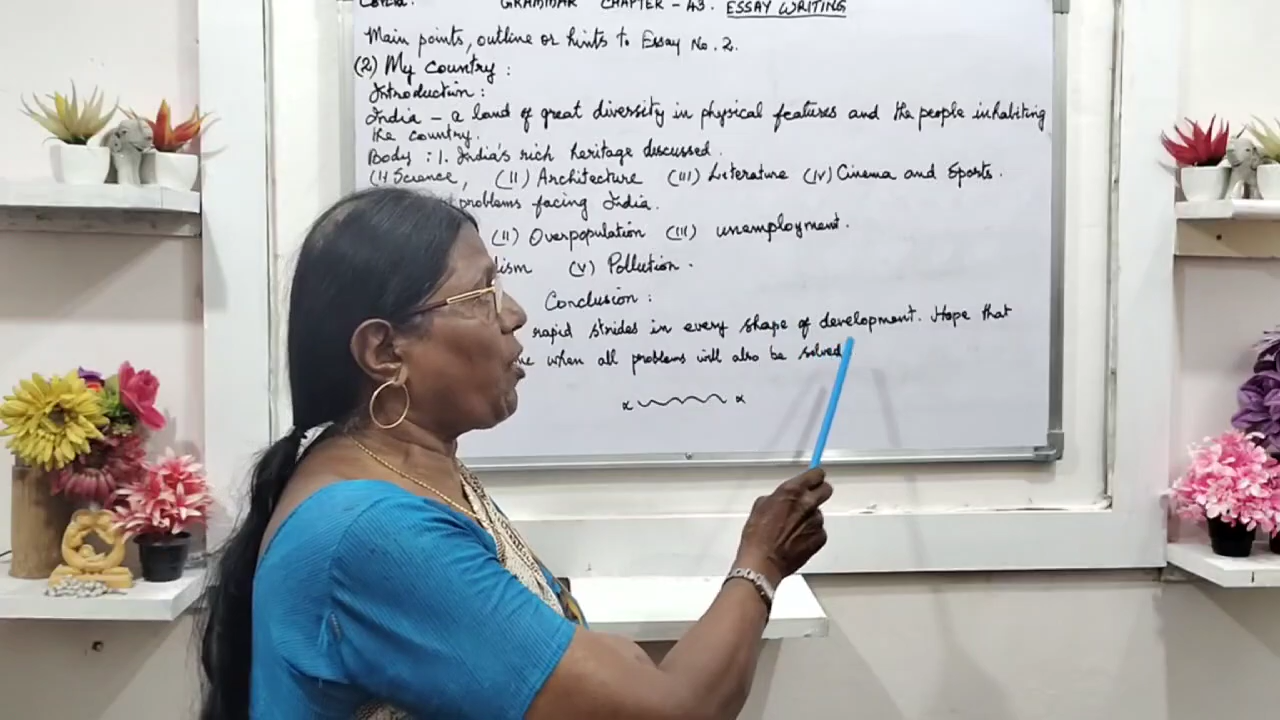 GRAMMAR CHAPTER - 43. ESSAY WRITING
Main points, outline or hints to Essay No. 2.
(2) My country :
Introduction :
India - a land of great diversity in physical features and the people inhabiting
the country.
Body : 1. India's rich heritage discussed.
(I) Science, (II) Architecture (III) Literature (IV) Cinema and Sports.
problems facing India.
(II) Overpopulation (III) unemployment.
(V) Pollution.
Conclusion :
rapid strides in every shape of development. Hope that
when all problems will also be solved